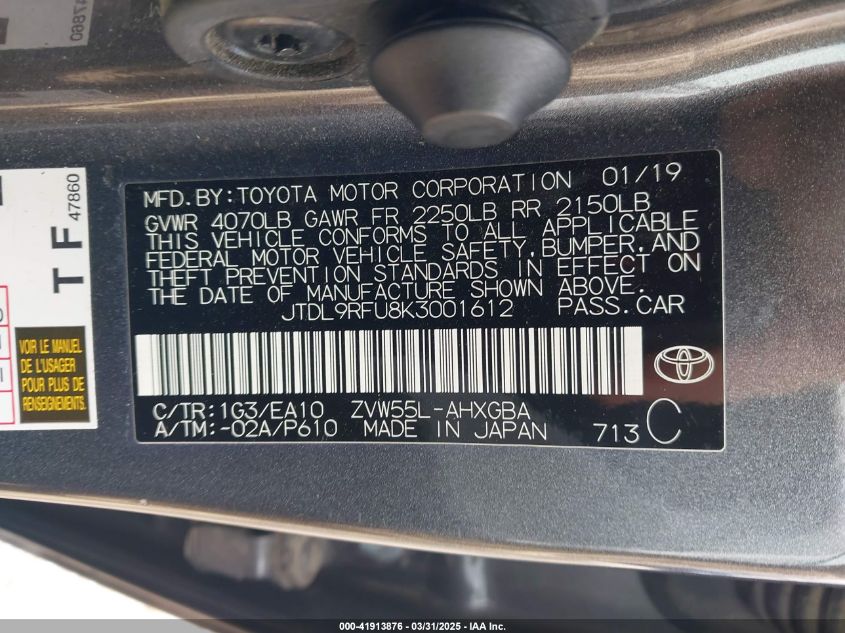 MFD.BY:TOYOTA MOTOR CORPORATION 01/19
GVWR 4070LB GAWR FR 2250LB RR 2150LB
THIS VEHICLE CONFORMS TO ALL APPLICABLE
FEDERAL MOTOR VEHICLE SAFETY,BUMPER,AND
THEFT PREVENTION STANDARDS IN EFFECT ON
THE DATE OF MANUFACTURE SHOWN ABOVE.
JTDL9RFU8K3001612 PASS.CAR
C/TR:1G3/EA10 ZVW55L-AHXGBA
A/TM:-02A/P610 MADE IN JAPAN 713 C
TF
47860
VOIR LE MANUEL
DE L'USAGER
POUR PLUS DE
RENSEIGNEMENTS
47860
000-41913876 - 03/31/2025 - IAA Inc.